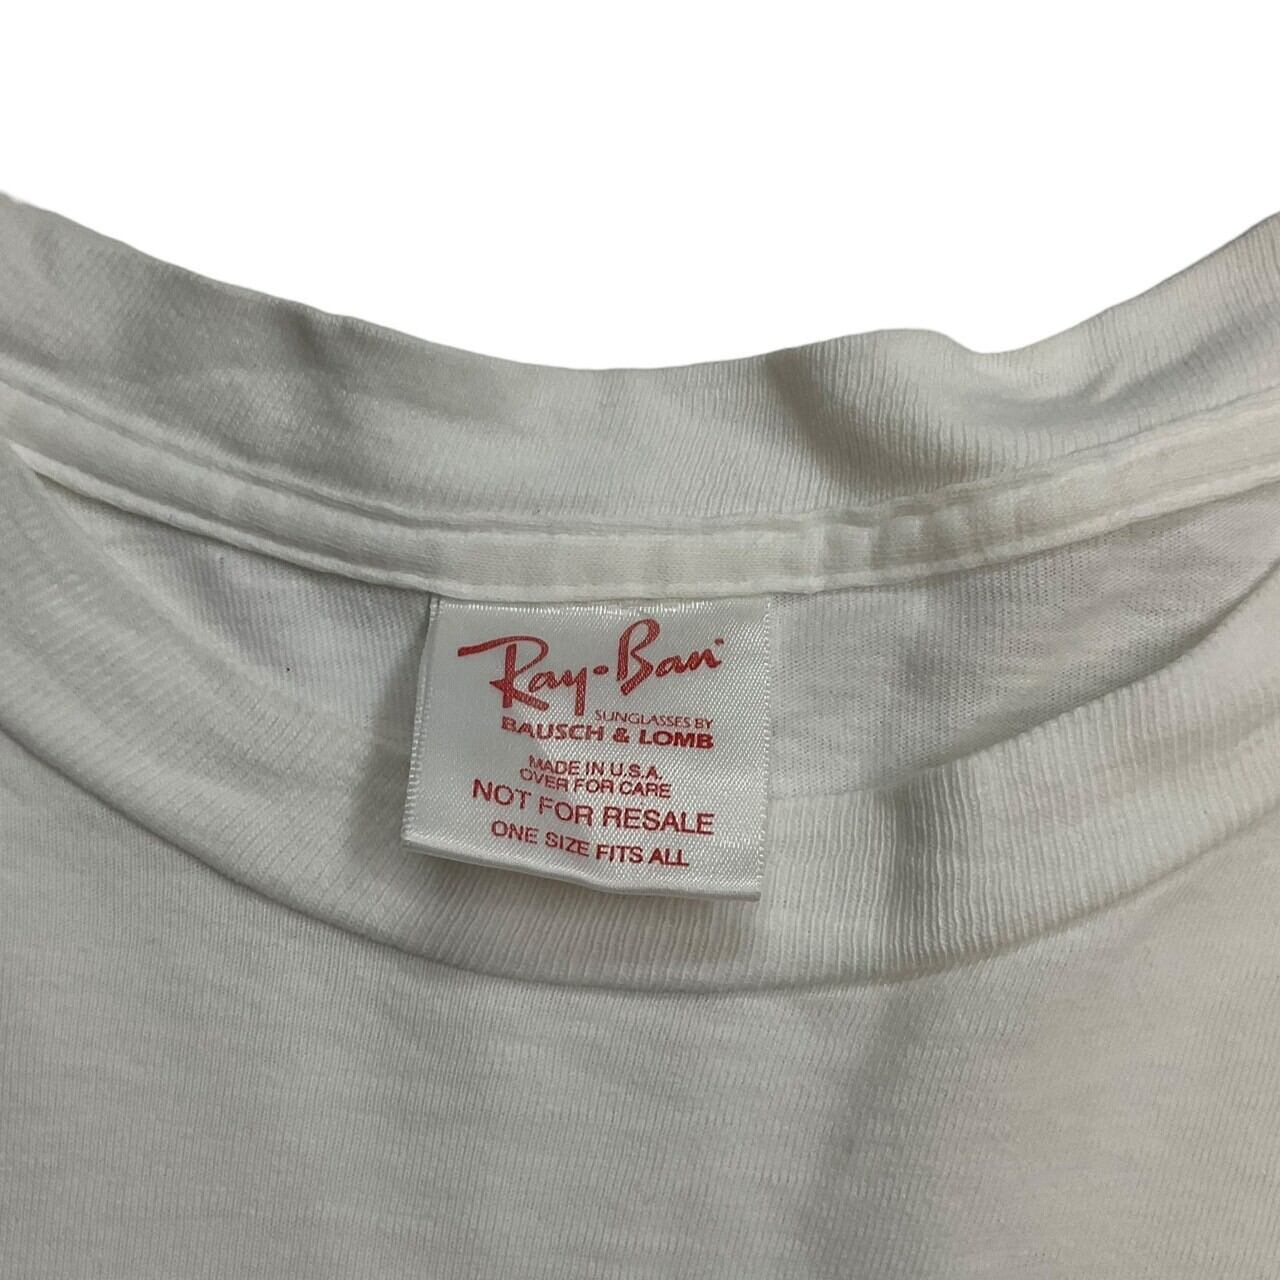 Ray-Ban
SUNGLASSES BY
BAUSCH & LOMB
MADE IN U.S.A.
OVER FOR CARE
NOT FOR RESALE
ONE SIZE FITS ALL